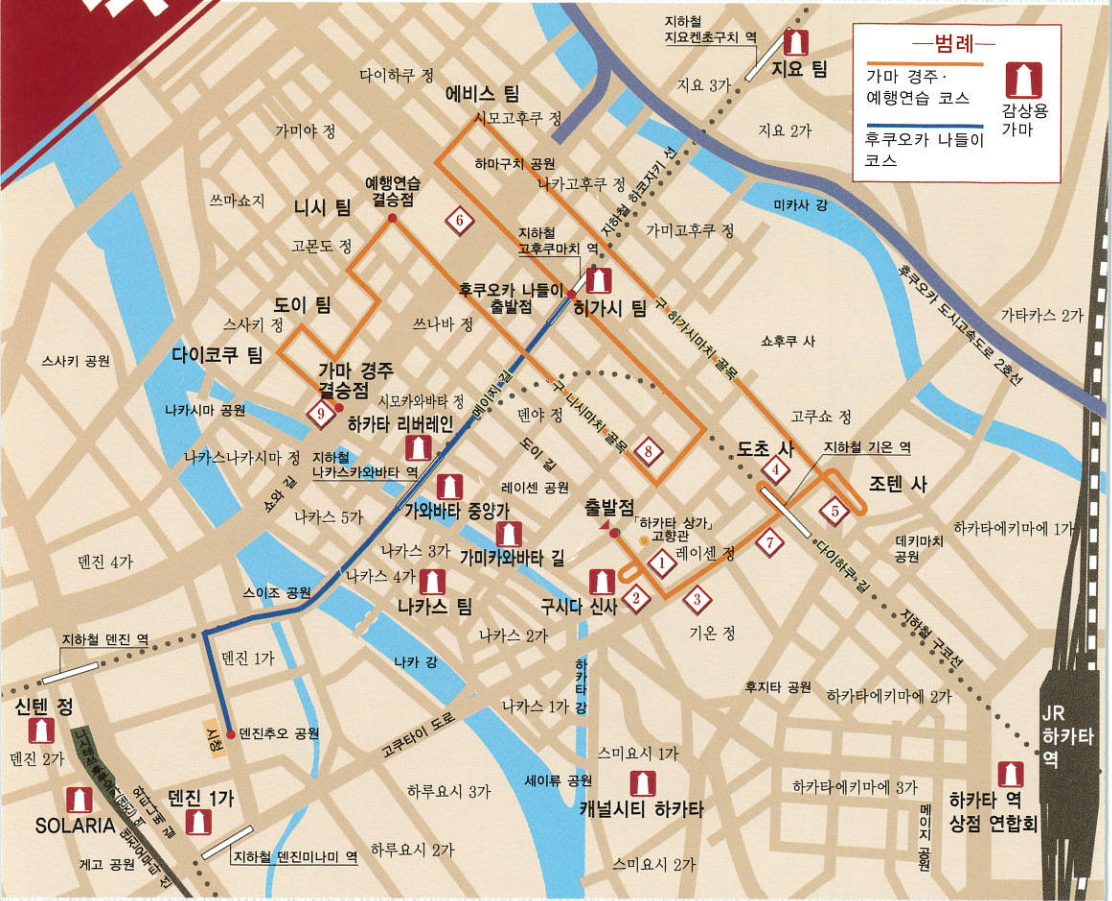 지하철
지요켄초구치 역
지요 팀
범례
가마 경주 ·
예행연습 코스
후쿠오카 나들이
코스
감상용
가마
다이하쿠 정
에비스 팀
시모고후쿠 정
지요 3가
지요 2가
가미야 정
하마구치 공원
나카고후쿠 정
지하철 하코자키 선
예행연습
결승점
쓰마쇼지
니시 팀
6
미카사 강
고몬도 정
지하철
고후쿠마치 역
가미고후쿠 정
후쿠오카 나들이
출발점
히가시 팀
후쿠오카 도시고속도로 2호선
도이 팀
스사키 정
쓰나바 정
구 히가시마치 골목
가타카스 2가
스사키 공원
다이코쿠 팀
쇼후쿠 사
가마 경주
결승점
9
시모카와바타 정
메이지 길
구 니시마치 골목
나카시마 공원
하카타 리버레인
덴야 정
고쿠쇼 정
나카스나카시마 정
지하철
나카스카와바타 역
도이 길
8
도초 사
4
지하철 기온 역
쇼와 길
레이센 공원
조텐 사
가와바타 중앙가
출발점
5
나카스 5가
「하카타 상가」
고향관
하카타에키마에 1가
덴진 4가
나카스 3가
가미카와바타 길
레이센 정
1
7
다이하쿠 길
데키마치
공원
나카스 4가
스이조 공원
나카스 팀
구시다 신사
2
3
기온 정
지하철 구코선
지하철 덴진 역
나카스 2가
덴진 1가
나카 강
하카타 강
후지타 공원
하카타에키마에 2가
신텐 정
나카스 1가
JR
하카타
역
시청
덴진추오 공원
고쿠타이 도로
덴진 2가
스미요시 1가
세이류 공원
하루요시 3가
캐널시티 하카타
하카타에키마에 3가
메이지 공원
하카타 역
상점 연합회
SOLARIA
덴진 1가
지하철 덴진미나미 역
하루요시 2가
게고 공원
스미요시 2가